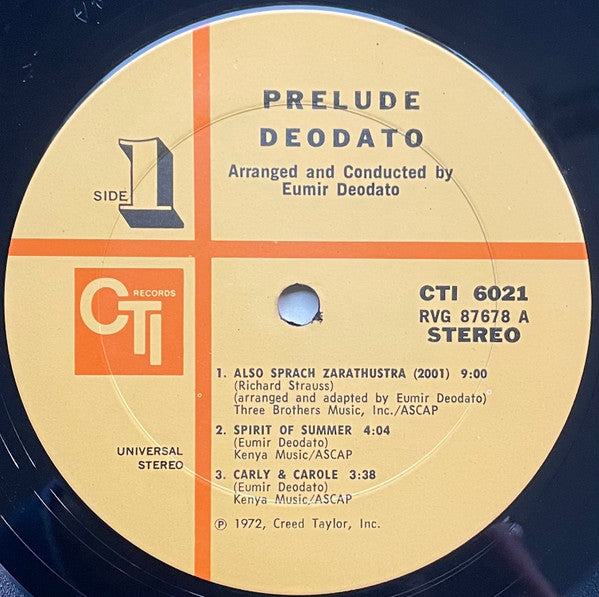 PRELUDE
DEODATO
Arranged and Conducted by
Eumir Deodato
SIDE 1
CTI RECORDS
CTI 6021
RVG 87678 A
STEREO
1. ALSO SPRACH ZARATHUSTRA (2001) 9:00
(Richard Strauss)
(arranged and adapted by Eumir Deodato)
Three Brothers Music, Inc./ASCAP
2. SPIRIT OF SUMMER 4:04
(Eumir Deodato)
Kenya Music/ASCAP
3. CARLY & CAROLE 3:38
(Eumir Deodato)
Kenya Music/ASCAP
UNIVERSAL
STEREO
℗ 1972, Creed Taylor, Inc.